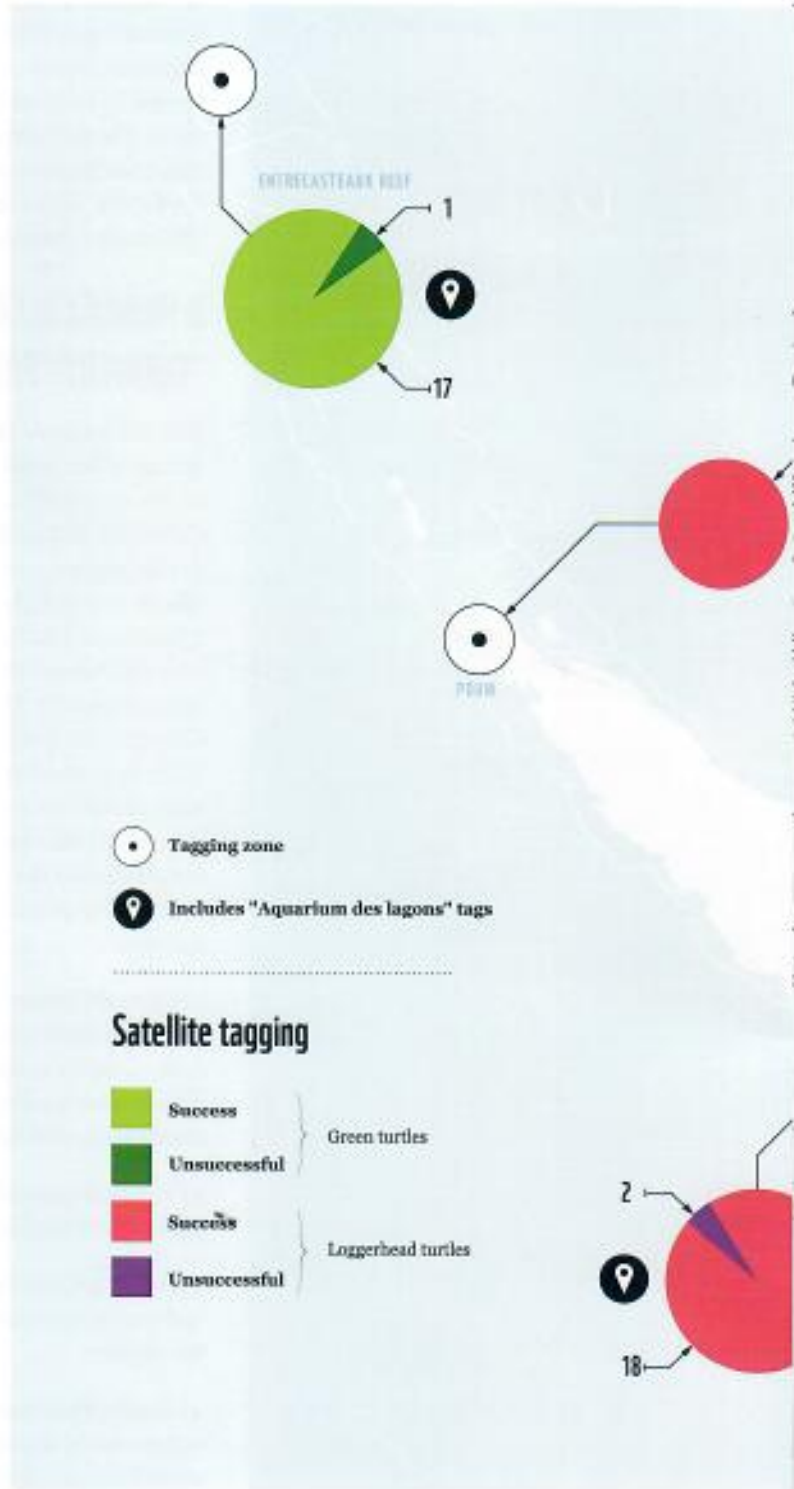 ENTRECASTEAUX REEF
1
17
POUM
Tagging zone
Includes "Aquarium des lagons" tags
Satellite tagging
Success
Unsuccessful
Green turtles
Success
Unsuccessful
Loggerhead turtles
2
18